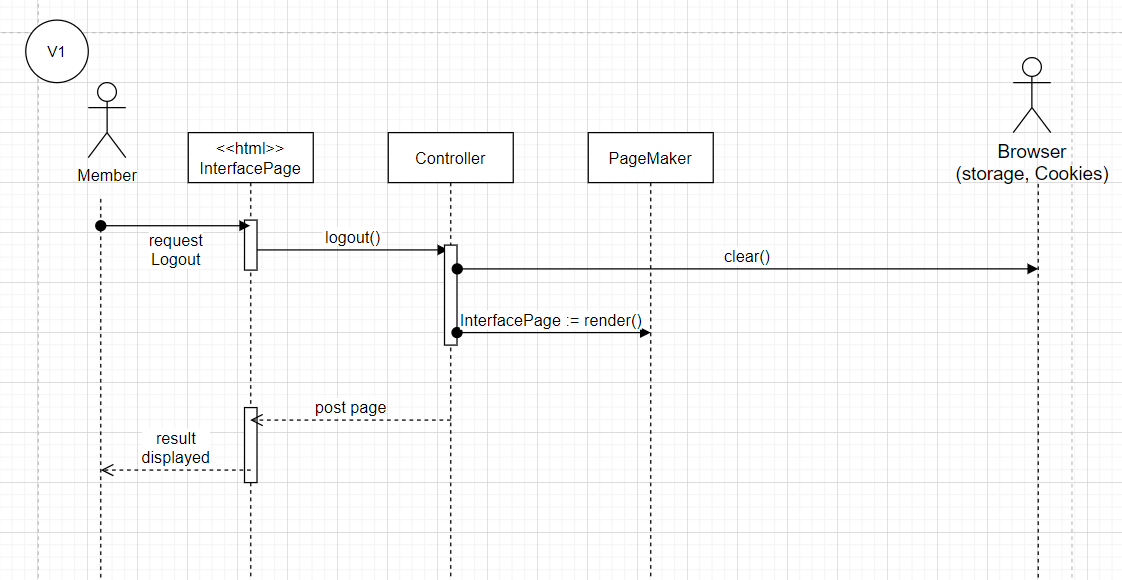 V1
Member
<<html>>
InterfacePage
Controller
PageMaker
Browser
(storage, Cookies)
request
Logout
logout()
clear()
InterfacePage := render()
post page
result
displayed